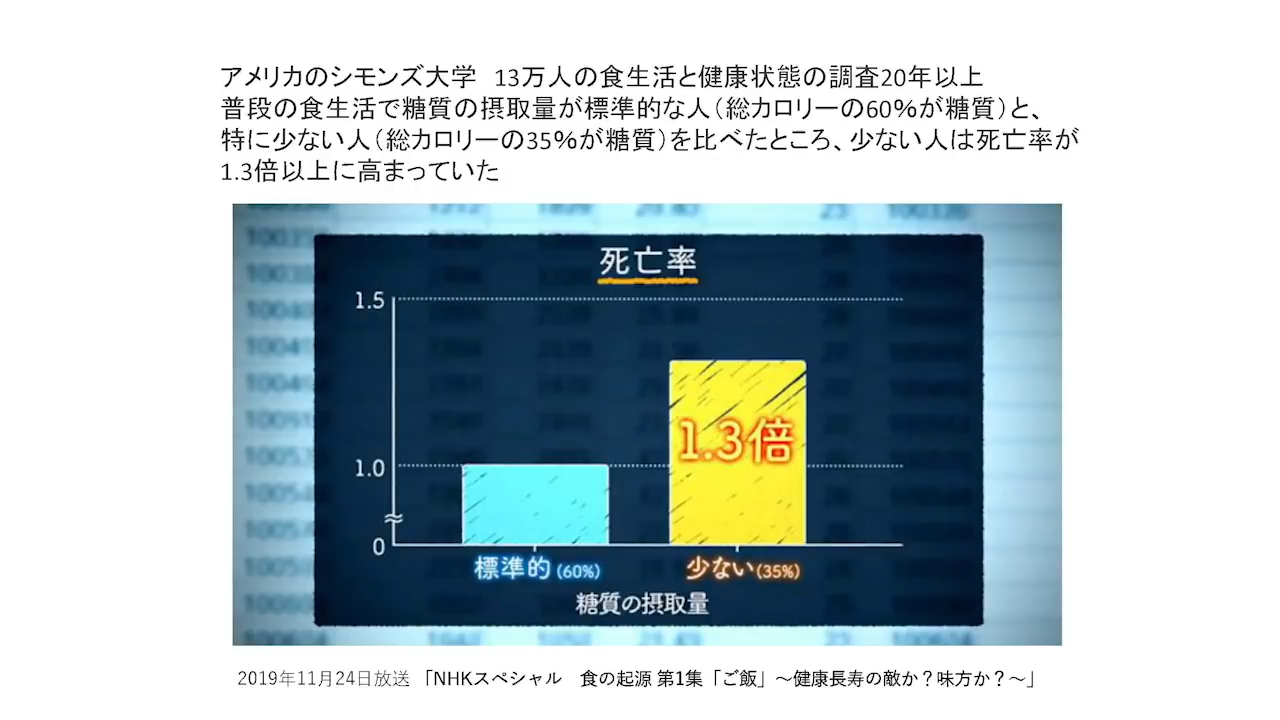 アメリカのシモンズ大学　13万人の食生活と健康状態の調査20年以上
普段の食生活で糖質の摂取量が標準的な人（総カロリーの60％が糖質）と、
特に少ない人（総カロリーの35％が糖質）を比べたところ、少ない人は死亡率が
1.3倍以上に高まっていた
死亡率
1.5
1.3倍
1.0
0
標準的 (60%)
少ない (35%)
糖質の摂取量
2019年11月24日放送 「NHKスペシャル　食の起源 第1集「ご飯」～健康長寿の敵か？味方か？～」